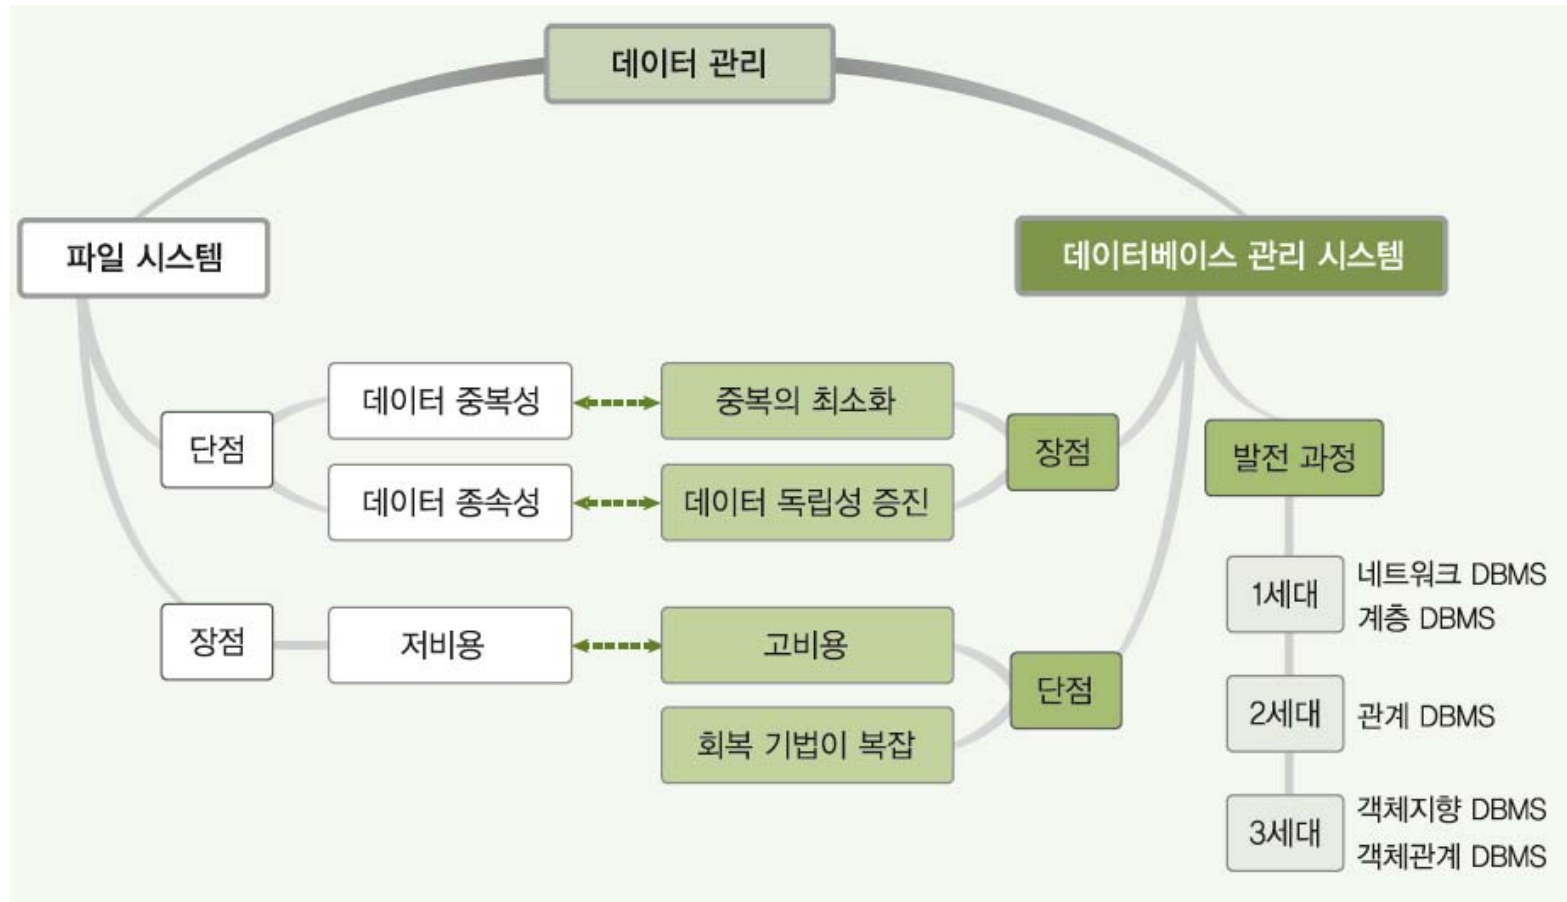 데이터 관리
파일 시스템
데이터베이스 관리 시스템
단점
데이터 중복성
중복의 최소화
장점
데이터 종속성
데이터 독립성 증진
장점
저비용
고비용
단점
회복 기법이 복잡
발전 과정
1세대
네트워크 DBMS
계층 DBMS
2세대
관계 DBMS
3세대
객체지향 DBMS
객체관계 DBMS